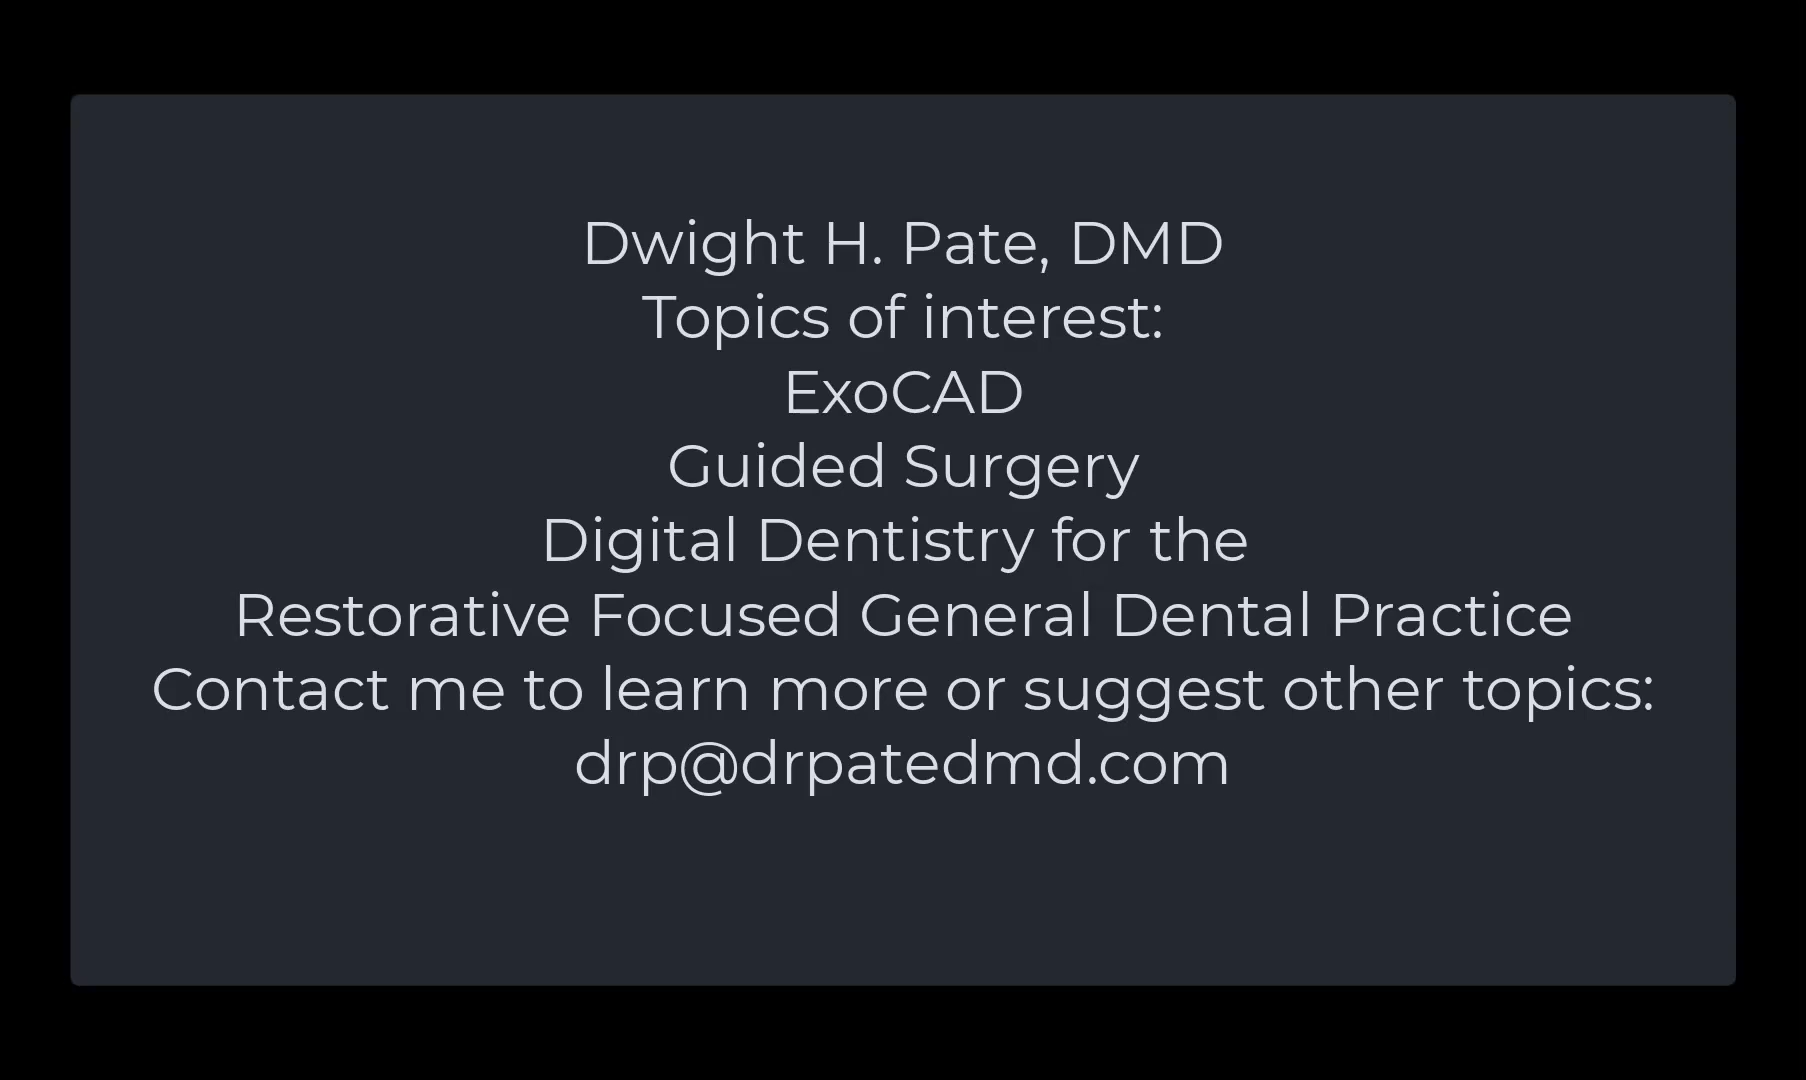 Dwight H. Pate, DMD
Topics of interest:
ExoCAD
Guided Surgery
Digital Dentistry for the
Restorative Focused General Dental Practice
Contact me to learn more or suggest other topics:
drp@drpatedmd.com